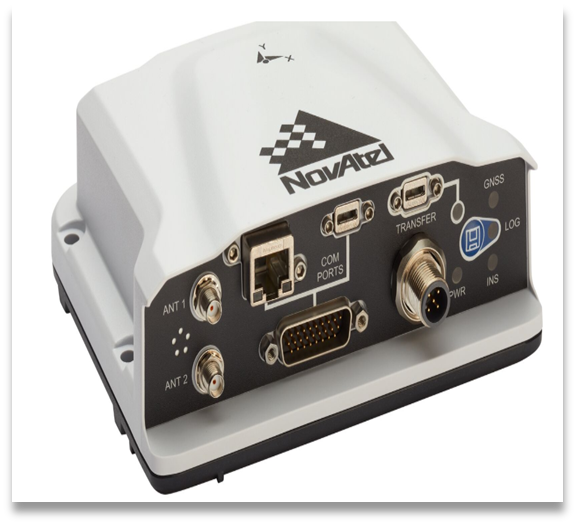 Y
X
NovAtel
GNSS
TRANSFER
LOG
COM
PORTS
ANT 1
PWR
INS
ANT 2